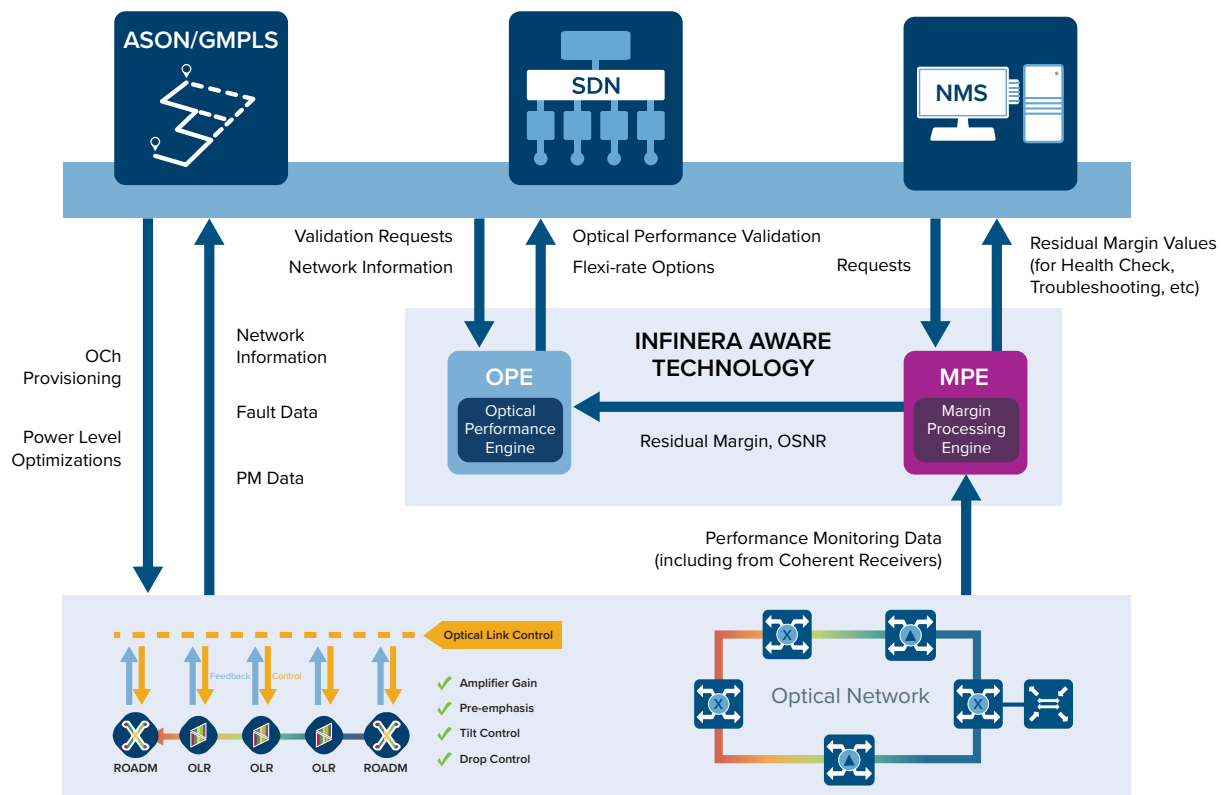 ASON/GMPLS
SDN
NMS
Validation Requests
Network Information
Optical Performance Validation
Flexi-rate Options
Requests
Residual Margin Values
(for Health Check,
Troubleshooting, etc)
OCh
Provisioning
Power Level
Optimizations
Network
Information
Fault Data
PM Data
INFINERA AWARE
TECHNOLOGY
OPE
Optical
Performance
Engine
MPE
Margin
Processing
Engine
Residual Margin, OSNR
Performance Monitoring Data
(including from Coherent Receivers)
Optical Link Control
Feedback
Control
Amplifier Gain
Pre-emphasis
Tilt Control
Drop Control
ROADM
OLR
OLR
OLR
ROADM
X
X
Optical Network
X